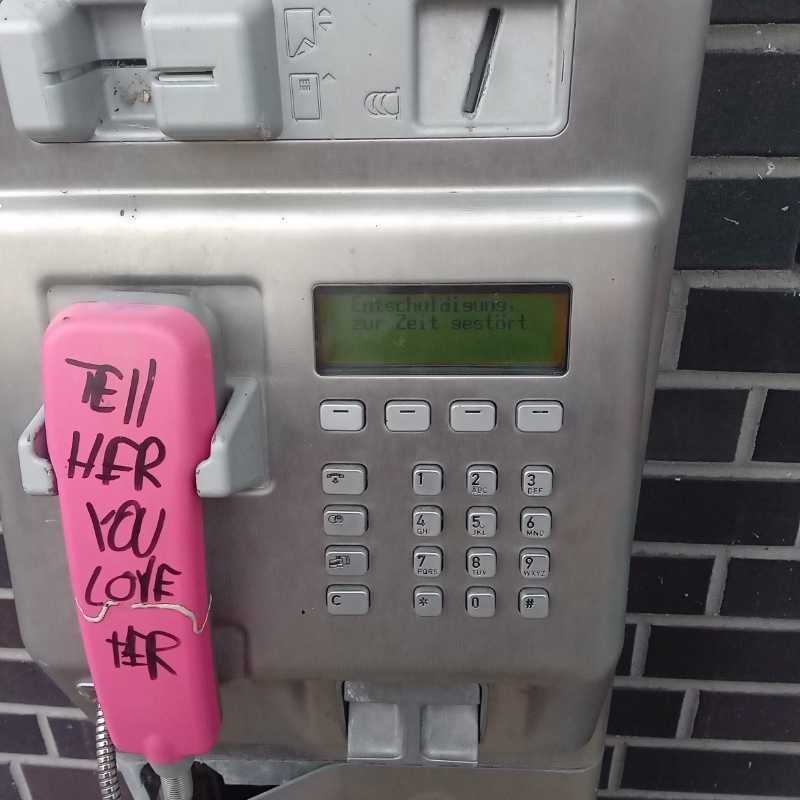 Entschuldigung,
zur Zeit gestört
TEll
HER
YOU
LOVE
HER
1
2
ABC
3
DEF
4
GHI
5
JKL
6
MNO
7
PQRS
8
TUV
9
WXYZ
C
*
0
#